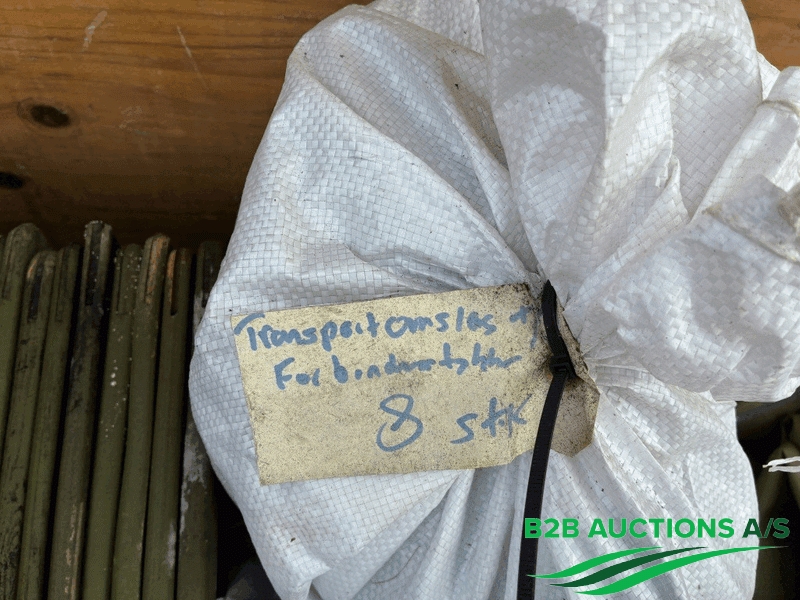 Transportomslag
For
8 stk
B2B AUCTIONS A/S